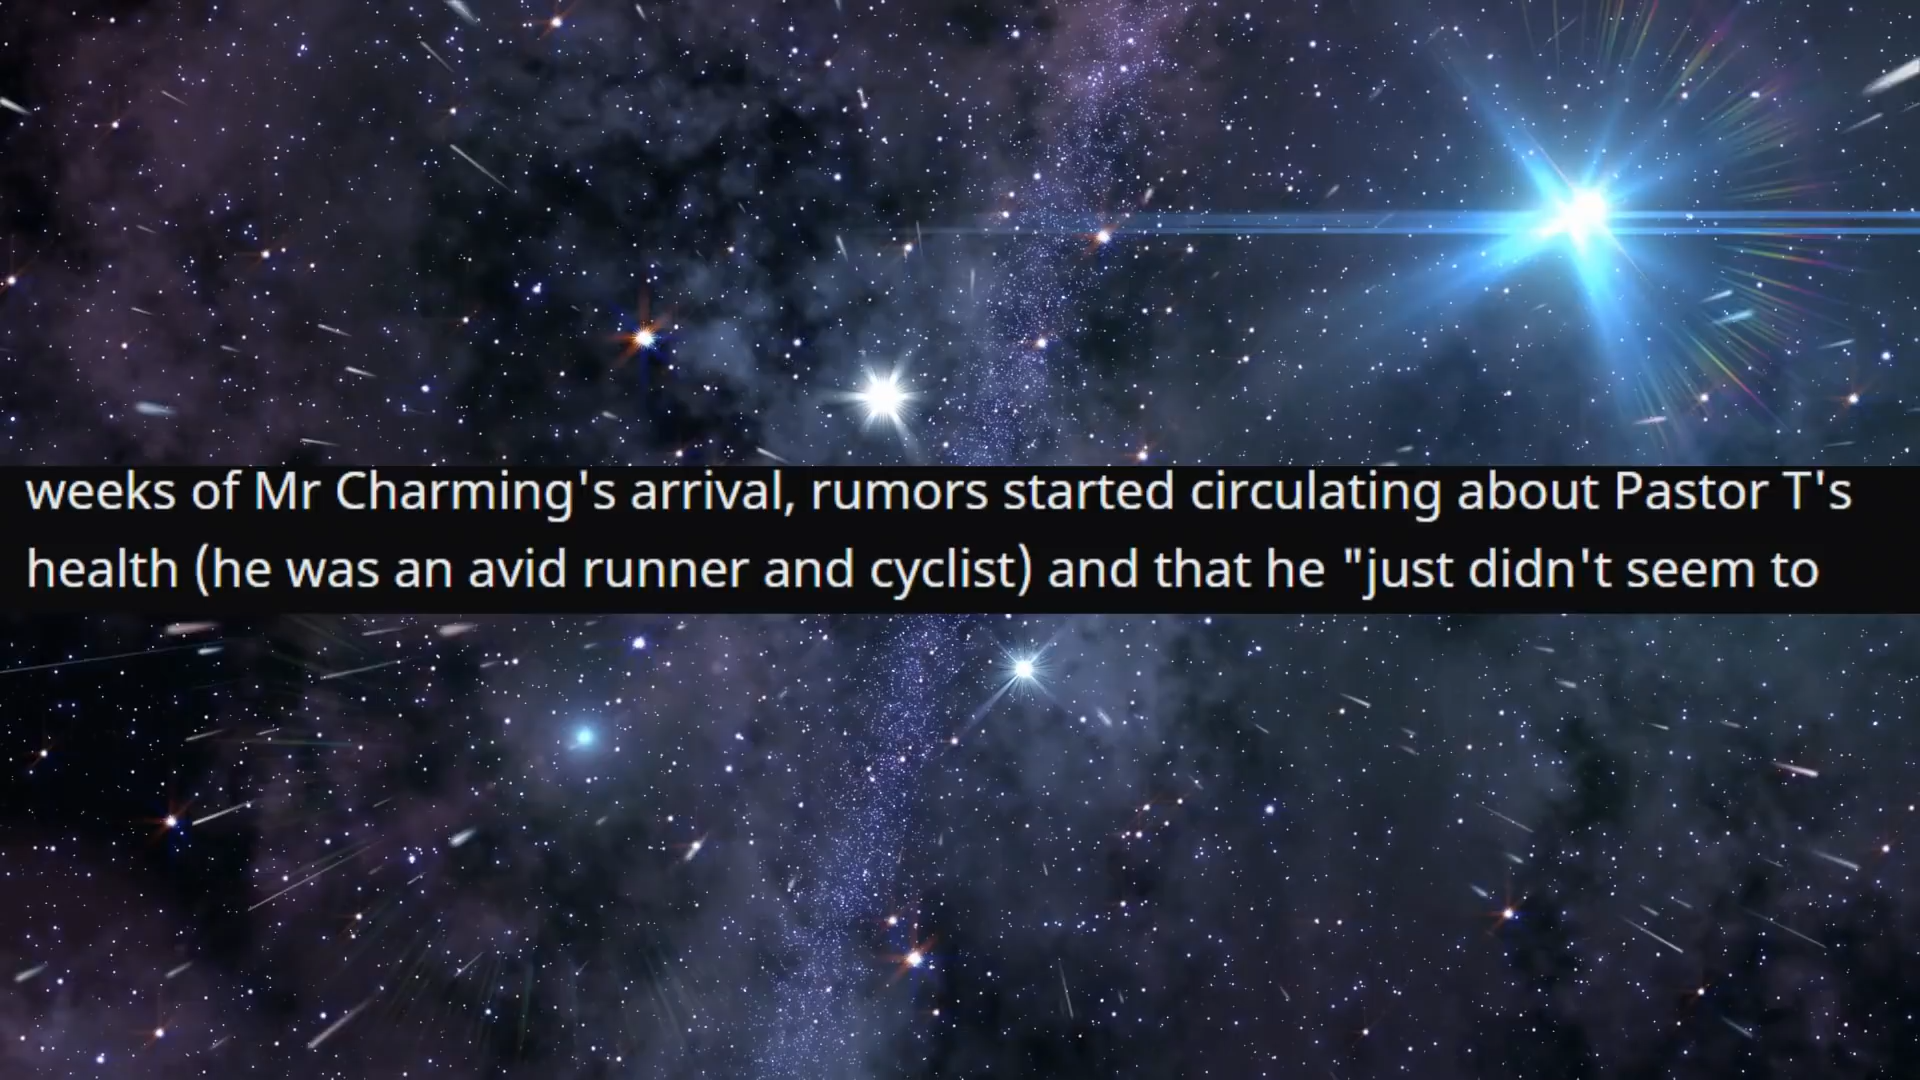 weeks of Mr Charming's arrival, rumors started circulating about Pastor T's
health (he was an avid runner and cyclist) and that he "just didn't seem to